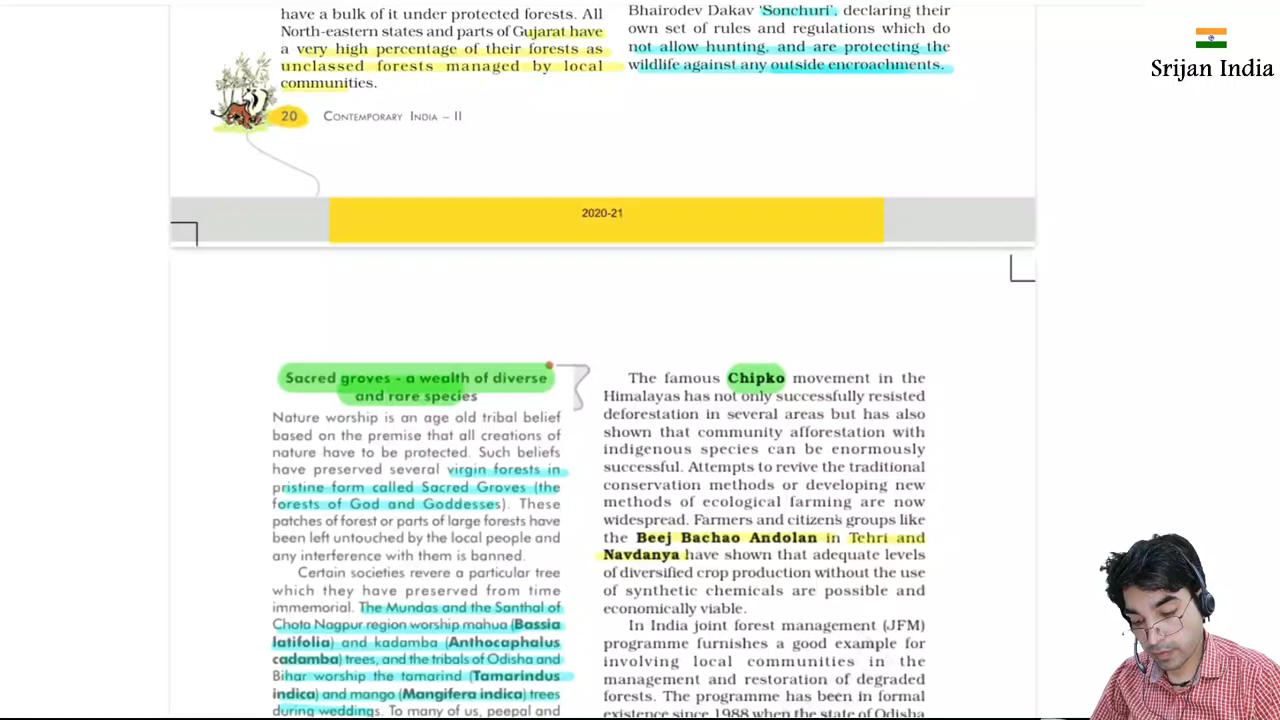 have a bulk of it under protected forests. All
North-eastern states and parts of Gujarat have
a very high percentage of their forests as
unclassed forests managed by local
communities.
Bhairodev Dakav 'Sonchuri', declaring their
own set of rules and regulations which do
not allow hunting, and are protecting the
wildlife against any outside encroachments.
Srijan India
20
CONTEMPORARY INDIA – II
2020-21
Sacred groves - a wealth of diverse
and rare species
Nature worship is an age old tribal belief
based on the premise that all creations of
nature have to be protected. Such beliefs
have preserved several virgin forests in
pristine form called Sacred Groves (the
forests of God and Goddesses). These
patches of forest or parts of large forests have
been left untouched by the local people and
any interference with them is banned.
Certain societies revere a particular tree
which they have preserved from time
immemorial. The Mundas and the Santhal of
Chota Nagpur region worship mahua (Bassia
latifolia) and kadamba (Anthocaphalus
cadamba) trees, and the tribals of Odisha and
Bihar worship the tamarind (Tamarindus
indica) and mango (Mangifera indica) trees
during weddings. To many of us, peepal and
The famous Chipko movement in the
Himalayas has not only successfully resisted
deforestation in several areas but has also
shown that community afforestation with
indigenous species can be enormously
successful. Attempts to revive the traditional
conservation methods or developing new
methods of ecological farming are now
widespread. Farmers and citizen's groups like
the Beej Bachao Andolan in Tehri and
Navdanya have shown that adequate levels
of diversified crop production without the use
of synthetic chemicals are possible and
economically viable.
In India joint forest management (JFM)
programme furnishes a good example for
involving local communities in the
management and restoration of degraded
forests. The programme has been in formal
existence since 1988 when the state of Odisha